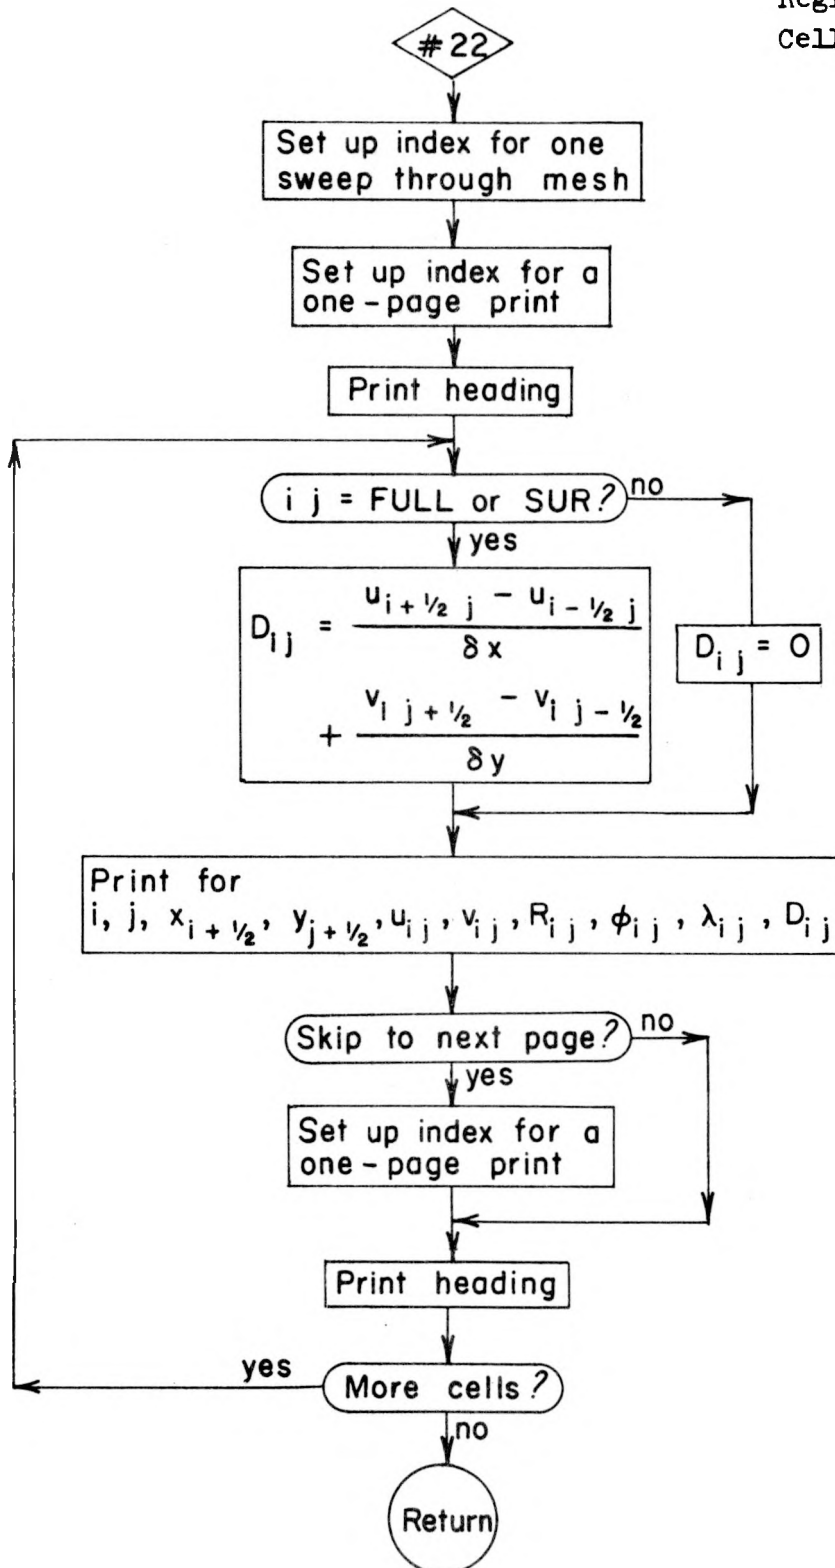 Cell
#22
Set up index for one
sweep through mesh
Set up index for a
one-page print
Print heading
i j = FULL or SUR?
no
yes
D_{i j} = \frac{u_{i + 1/2 j} - u_{i - 1/2 j}}{δx}
+ \frac{v_{i j + 1/2} - v_{i j - 1/2}}{δy}
D_{i j} = 0
Print for
i, j, x_{i + 1/2}, y_{j + 1/2}, u_{i j}, v_{i j}, R_{i j}, ϕ_{i j}, λ_{i j}, D_{i j}
Skip to next page?
no
yes
Set up index for a
one-page print
Print heading
yes
More cells?
no
Return